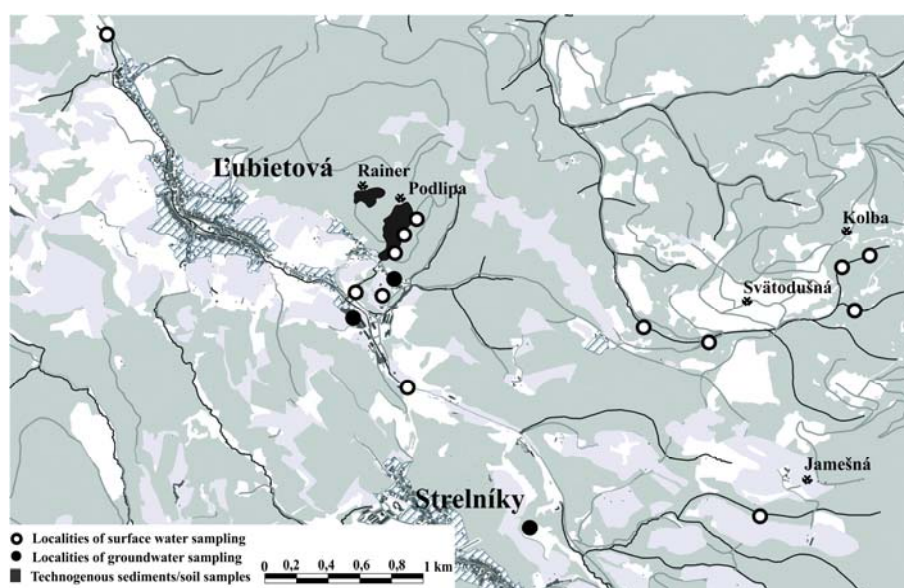 Ľubietová
Rainer
Podlipa
Kolba
Svätodušná
Jamešná
Strelníky
Localities of surface water sampling
Localities of groundwater sampling
Technogenous sediments/soil samples
0 0,2 0,4 0,6 0,8 1 km